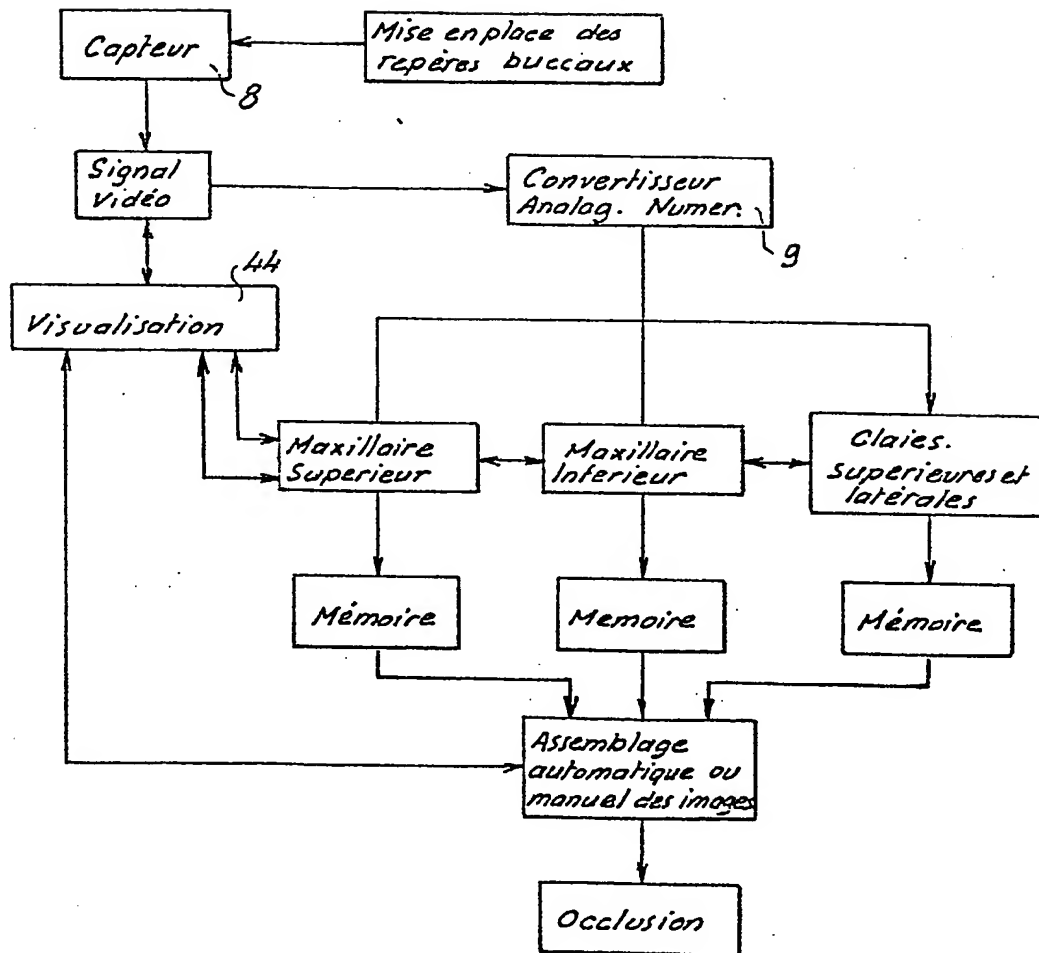 Capteur
8
Mise en place des
repères buccaux
Signal
vidéo
Convertisseur
Analog. Numer.
9
44
Visualisation
Maxillaire
Superieur
Maxillaire
Inferieur
Claies.
supérieures et
latérales
Mémoire
Memoire
Mémoire
Assemblage
automatique ou
manuel des images
Occlusion